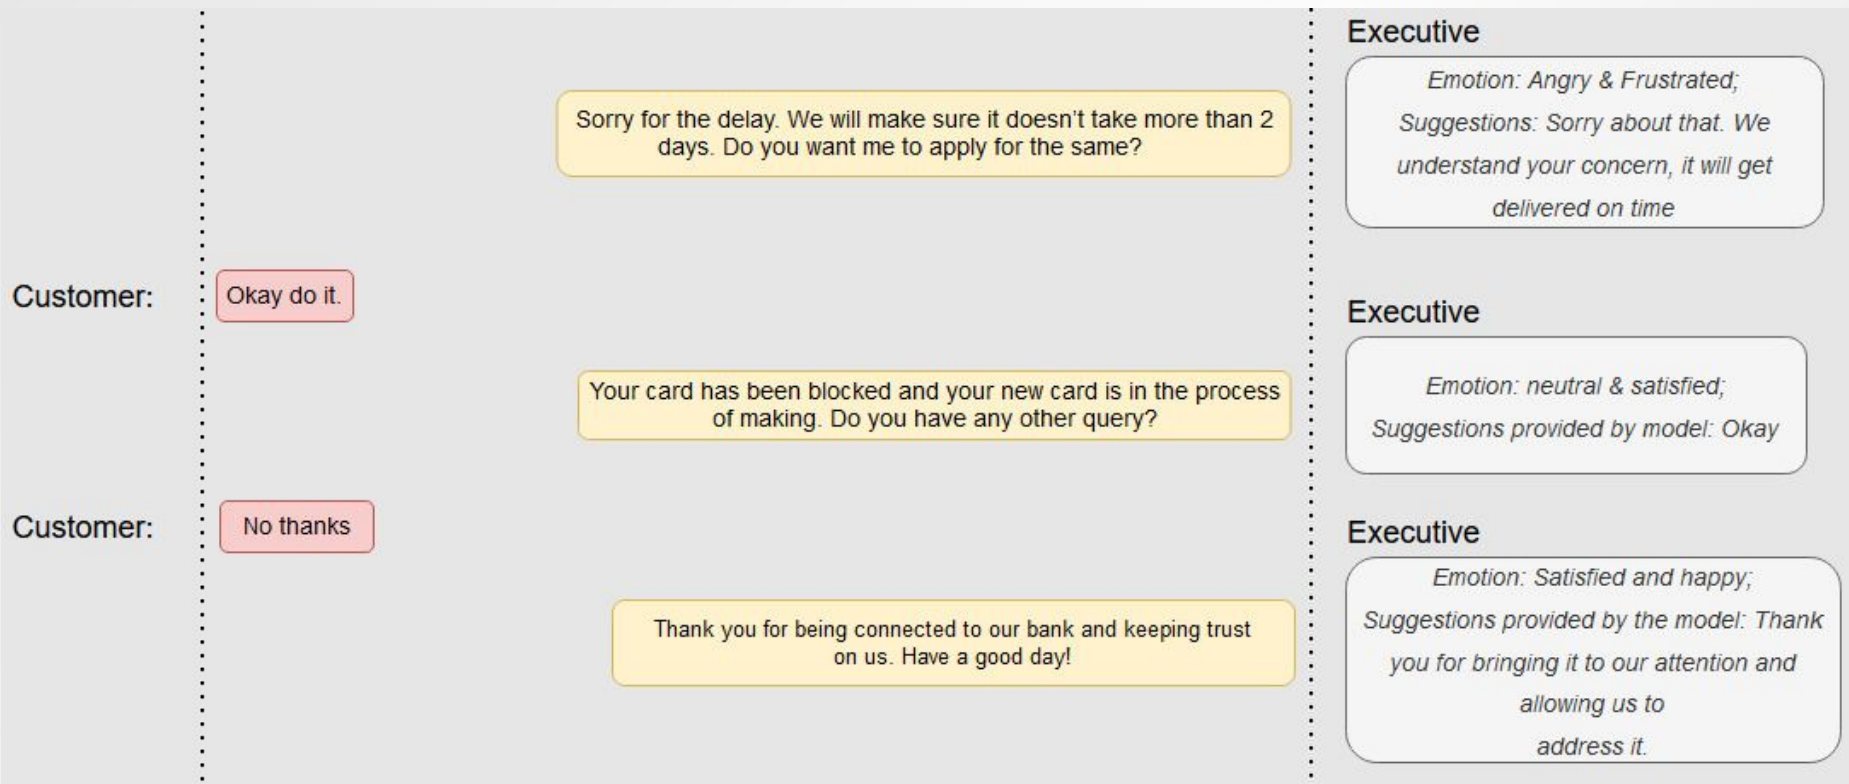 Executive
Emotion: Angry & Frustrated;
Suggestions: Sorry about that. We
understand your concern, it will get
delivered on time
Sorry for the delay. We will make sure it doesn't take more than 2
days. Do you want me to apply for the same?
Customer:
Okay do it.
Executive
Emotion: neutral & satisfied;
Suggestions provided by model: Okay
Your card has been blocked and your new card is in the process
of making. Do you have any other query?
Customer:
No thanks
Executive
Emotion: Satisfied and happy;
Suggestions provided by the model: Thank
you for bringing it to our attention and
allowing us to
address it.
Thank you for being connected to our bank and keeping trust
on us. Have a good day!